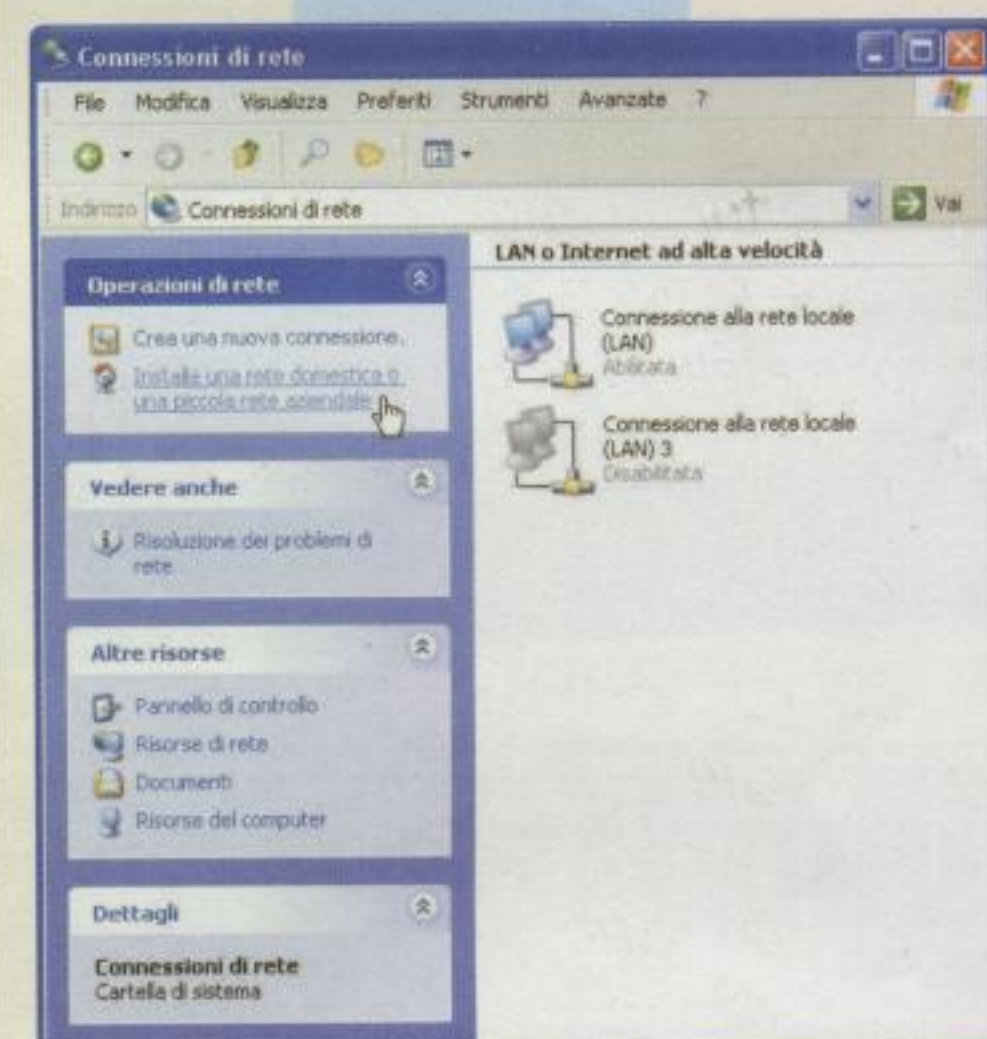 Connessioni di rete
File Modifica Visualizza Preferiti Strumenti Avanzate ?
Indirizzo Connessioni di rete Vai
Operazioni di rete
Crea una nuova connessione.
Installa una rete domestica o
una piccola rete aziendale
Vedere anche
Risoluzione dei problemi di
rete
Altre risorse
Pannello di controllo
Risorse di rete
Documenti
Risorse del computer
Dettagli
Connessioni di rete
Cartella di sistema
LAN o Internet ad alta velocità
Connessione alla rete locale
(LAN)
Abilitata
Connessione alla rete locale
(LAN) 3
Disabilitata